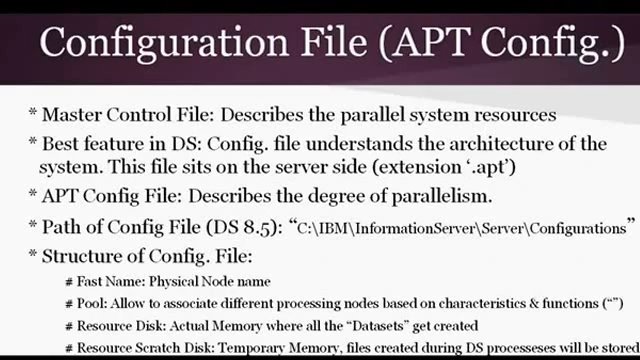 Configuration File (APT Config.)
* Master Control File: Describes the parallel system resources
* Best feature in DS: Config. file understands the architecture of the
system. This file sits on the server side (extension ‘.apt’)
* APT Config File: Describes the degree of parallelism.
* Path of Config File (DS 8.5): “C:\IBM\InformationServer\Server\Configurations”
* Structure of Config. File:
# Fast Name: Physical Node name
# Pool: Allow to associate different processing nodes based on characteristics & functions (“”)
# Resource Disk: Actual Memory where all the “Datasets” get created
# Resource Scratch Disk: Temporary Memory, files created during DS processeses will be stored